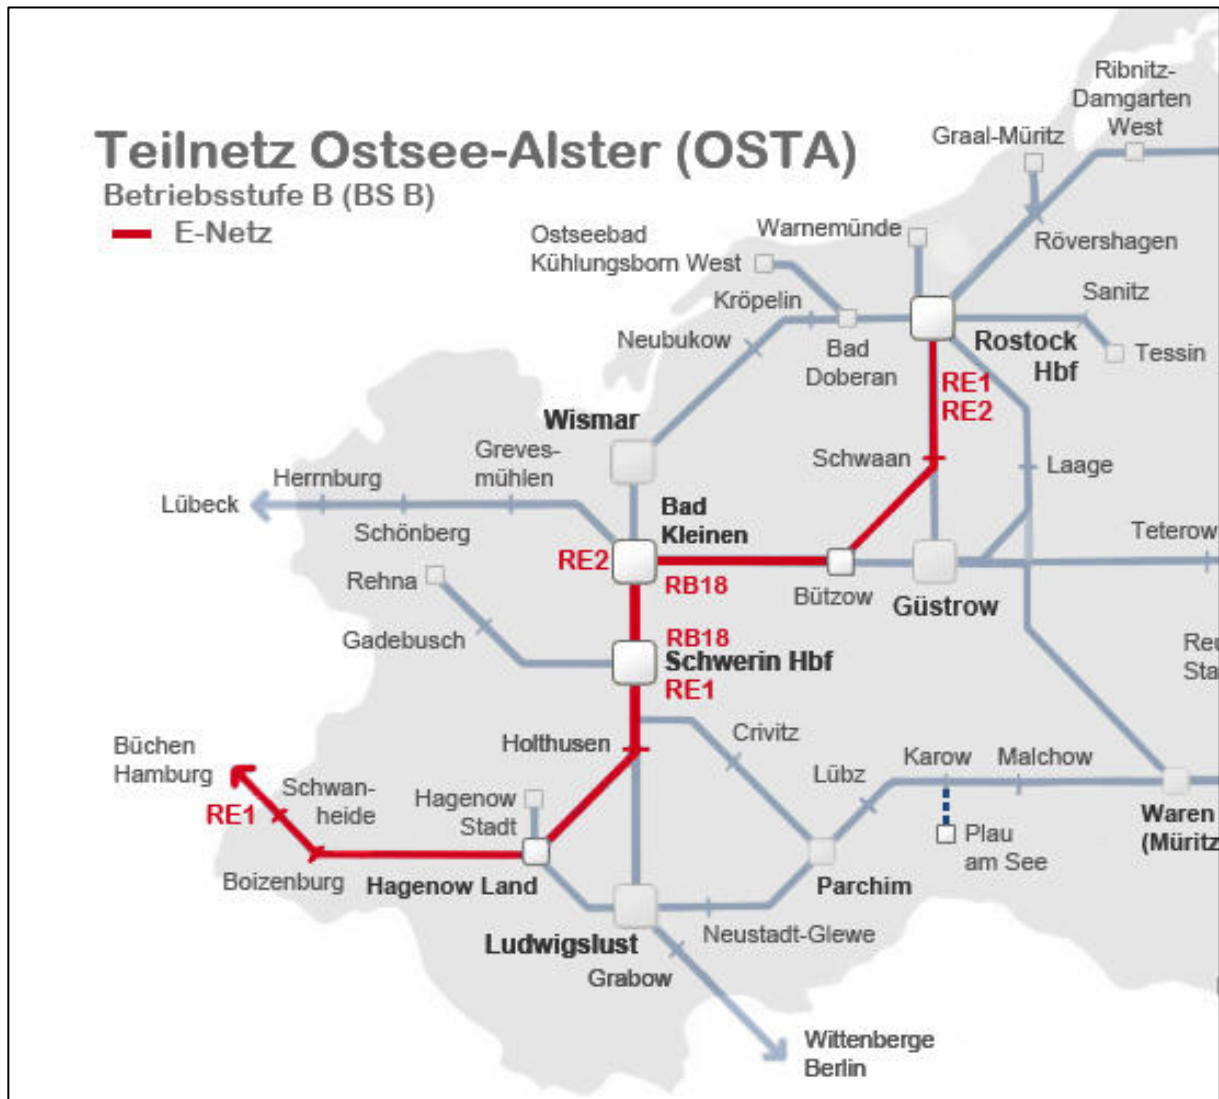 Teilnetz Ostsee-Alster (OSTA)
Betriebsstufe B (BS B)
E-Netz
Ribnitz-
Damgarten
West
Graal-Müritz
Warnemünde
Rövershagen
Ostseebad
Kühlungsborn West
Kröpelin
Sanitz
Neubukow
Bad
Doberan
Rostock
Hbf
Tessin
RE1
RE2
Wismar
Greves-
mühlen
Schwaan
Laage
Herrnburg
Lübeck
Schönberg
Bad
Kleinen
Teterow
RE2
RB18
Rehna
Bützow
Güstrow
Gadebusch
RB18
Schwerin Hbf
RE1
Reu
Sta
Holthusen
Crivitz
Büchen
Hamburg
Karow
Malchow
Schwan-
heide
Lübz
RE1
Hagenow
Stadt
Waren
(Müritz
Plau
am See
Boizenburg
Hagenow Land
Parchim
Ludwigslust
Neustadt-Glewe
Grabow
Wittenberge
Berlin